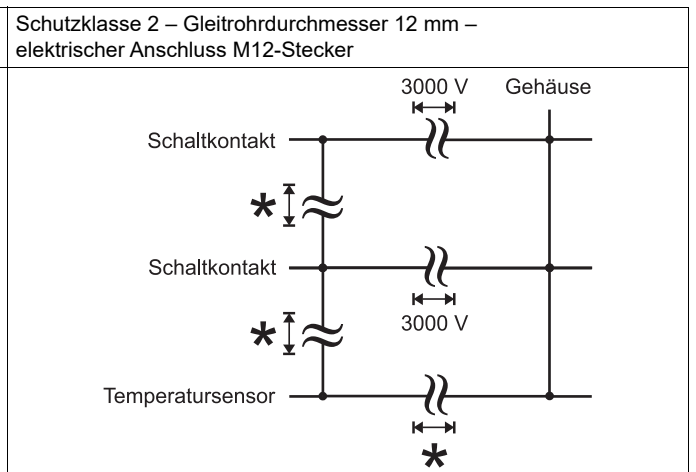 Schutzklasse 2 – Gleitrohrdurchmesser 12 mm –
elektrischer Anschluss M12-Stecker
3000 V Gehäuse
Schaltkontakt
*
Schaltkontakt
3000 V
*
Temperatursensor
*